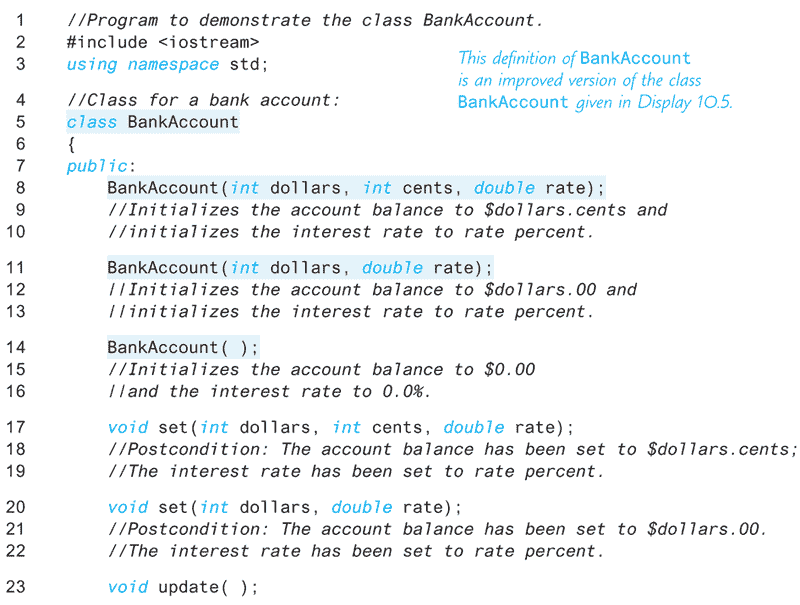 1 //Program to demonstrate the class BankAccount.
2 #include <iostream>
3 using namespace std;
This definition of BankAccount
is an improved version of the class
BankAccount given in Display 10.5.
4 //Class for a bank account:
5 class BankAccount
6 {
7 public:
8 BankAccount(int dollars, int cents, double rate);
9 //Initializes the account balance to $dollars.cents and
10 //initializes the interest rate to rate percent.
11 BankAccount(int dollars, double rate);
12 //Initializes the account balance to $dollars.00 and
13 //initializes the interest rate to rate percent.
14 BankAccount( );
15 //Initializes the account balance to $0.00
16 //and the interest rate to 0.0%.
17 void set(int dollars, int cents, double rate);
18 //Postcondition: The account balance has been set to $dollars.cents;
19 //The interest rate has been set to rate percent.
20 void set(int dollars, double rate);
21 //Postcondition: The account balance has been set to $dollars.00.
22 //The interest rate has been set to rate percent.
23 void update( );